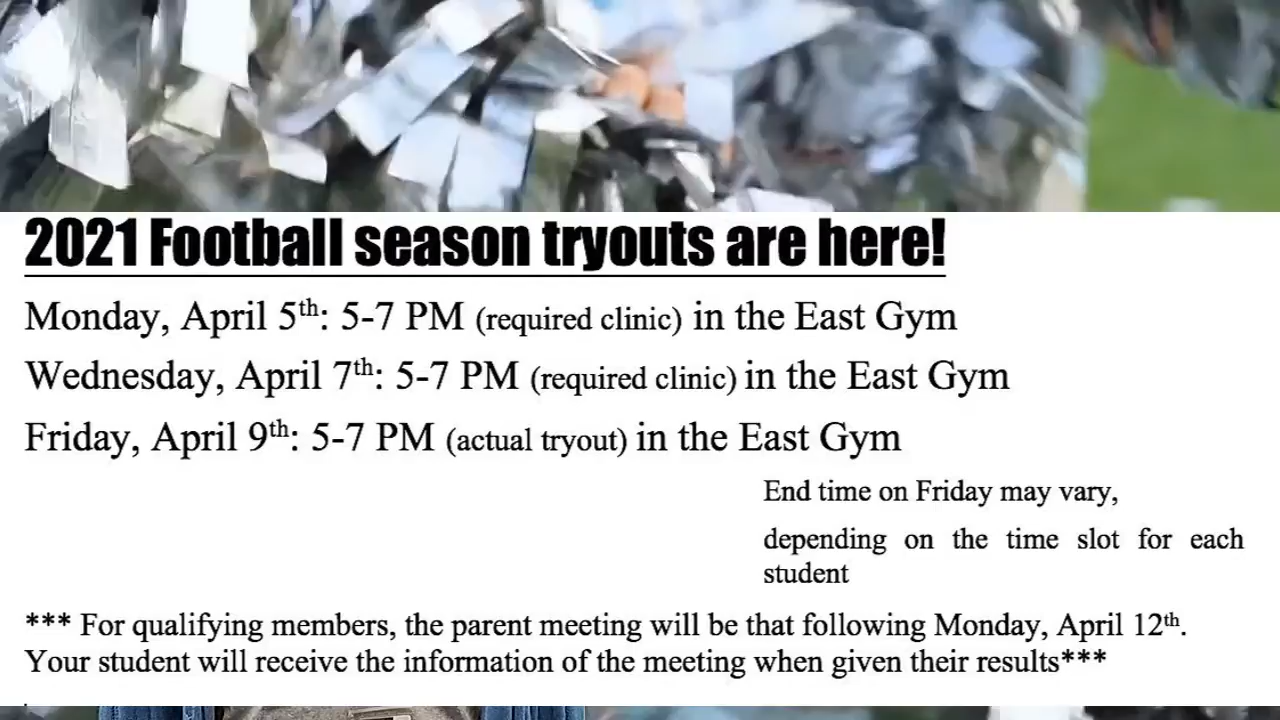 2021 Football season tryouts are here!
Monday, April 5th: 5-7 PM (required clinic) in the East Gym
Wednesday, April 7th: 5-7 PM (required clinic) in the East Gym
Friday, April 9th: 5-7 PM (actual tryout) in the East Gym
End time on Friday may vary,
depending on the time slot for each
student
*** For qualifying members, the parent meeting will be that following Monday, April 12th.
Your student will receive the information of the meeting when given their results***